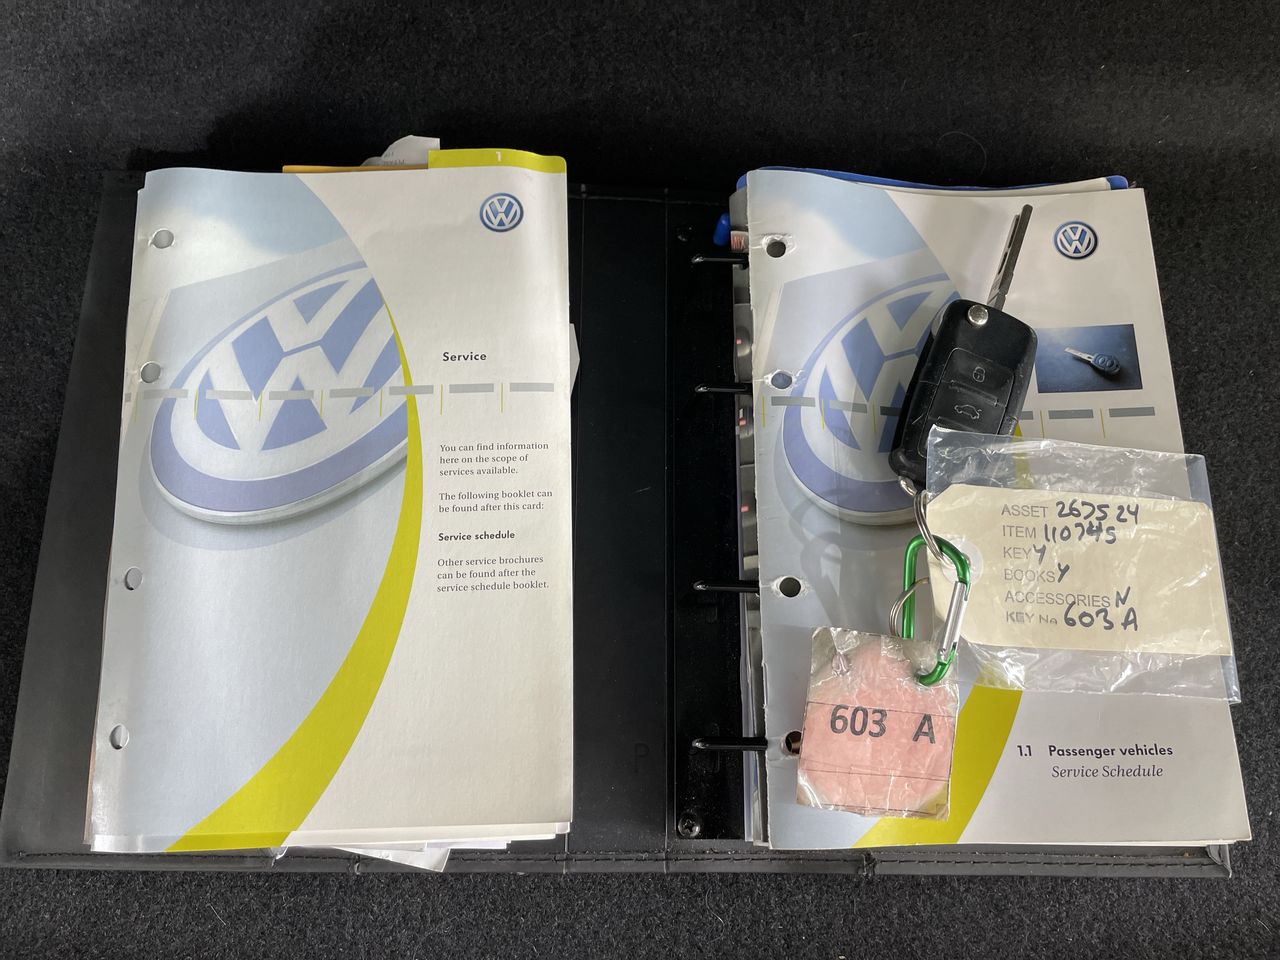 1
Service
You can find information
here on the scope of
services available.
The following booklet can
be found after this card:
Service schedule
Other service brochures
can be found after the
service schedule booklet.
ASSET 267524
ITEM 110745
KEY Y
BOOKS Y
ACCESSORIES N
KEY No 603 A
603 A
1.1 Passenger vehicles
Service Schedule